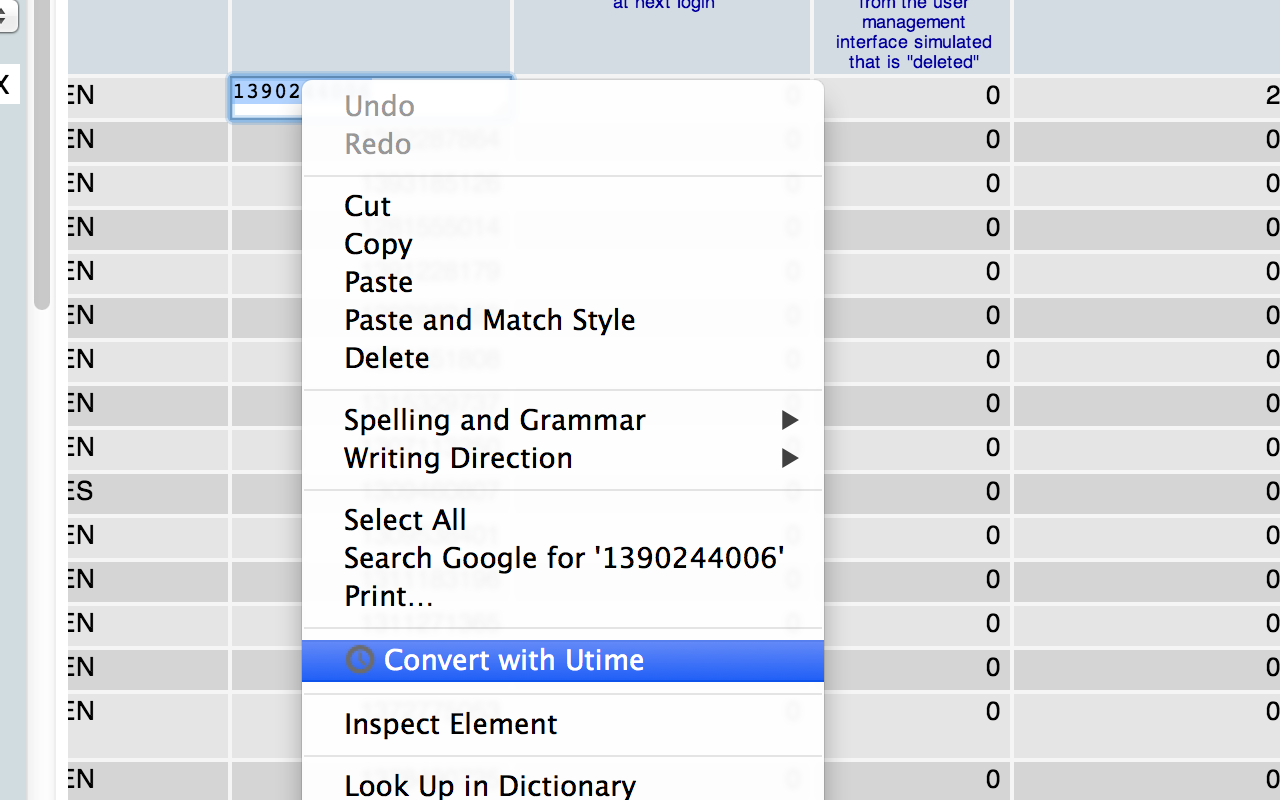 at next login
from the user
management
interface simulated
that is "deleted"
X
EN 13902 0 2
Undo
EN 0 0
Redo
EN 0 0
Cut
EN 0 0
Copy
EN 0 0
Paste
EN 0 0
Paste and Match Style
EN 0 0
Delete
EN 0 0
Spelling and Grammar
EN 0 0
Writing Direction
ES 0 0
Select All
EN 0 0
Search Google for '1390244006'
EN 0 0
Print...
EN 0 0
EN 0 0
Convert with Utime
EN 0 0
Inspect Element
EN 0 0
Look Up in Dictionary